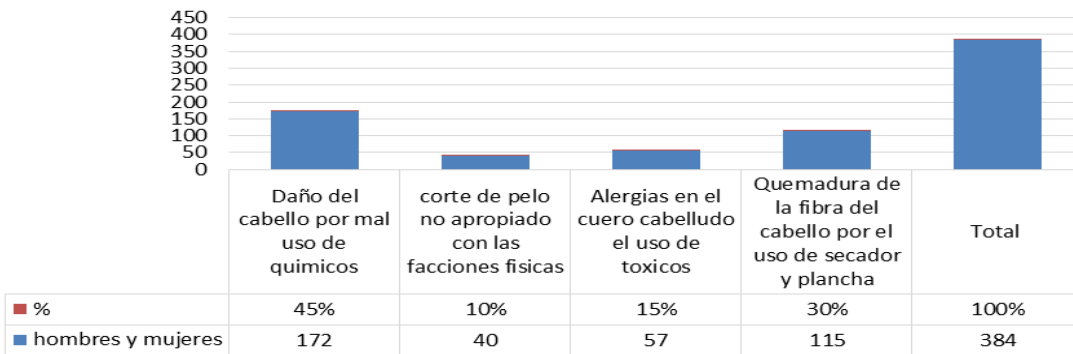 450
400
350
300
250
200
150
100
50
0
Daño del
cabello por mal
uso de
quimicos
corte de pelo
no apropiado
con las
facciones fisicas
Alergias en el
cuero cabelludo
el uso de
toxicos
Quemadura de
la fibra del
cabello por el
uso de secador
y plancha
Total
% 45% 10% 15% 30% 100%
hombres y mujeres 172 40 57 115 384